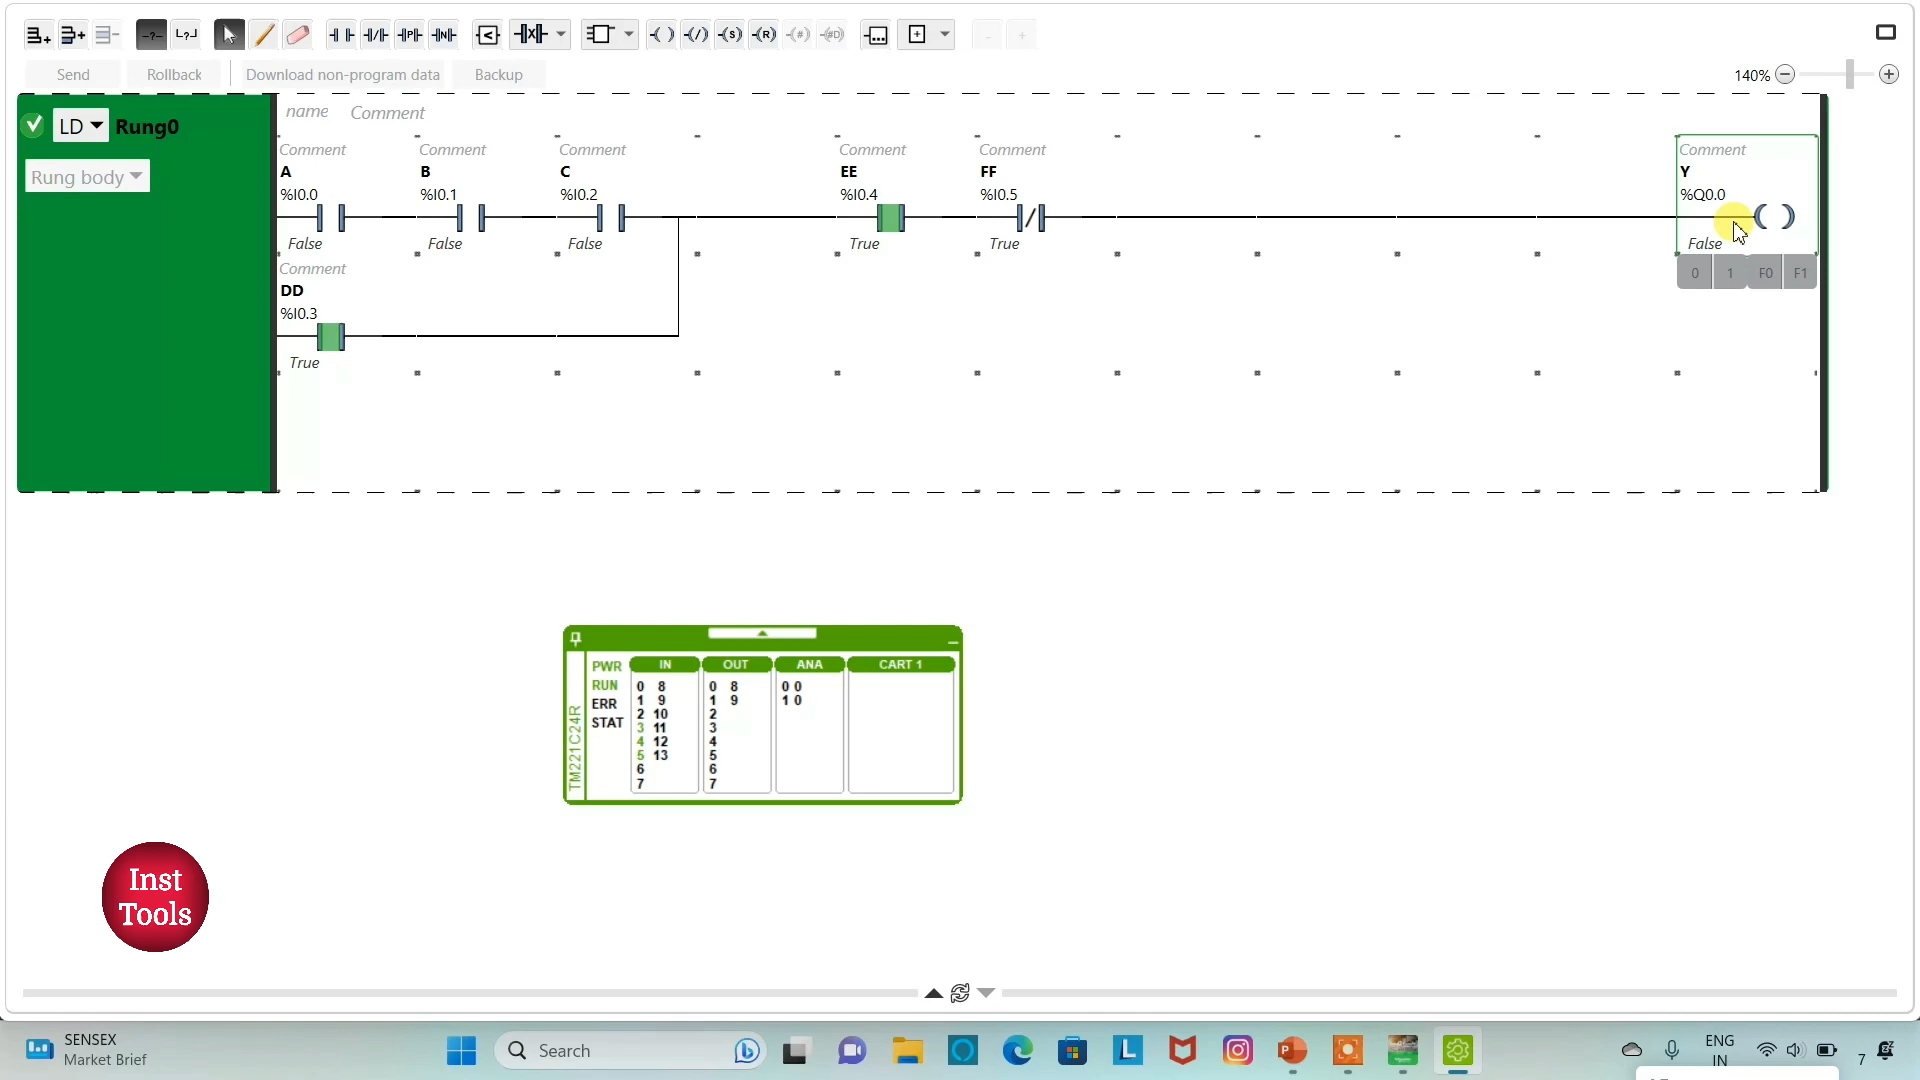 Send Rollback Download non-program data Backup
140%
LD Rung0
name Comment
Rung body
Comment Comment Comment Comment Comment Comment
A B C EE FF Y
%I0.0 %I0.1 %I0.2 %I0.4 %I0.5 %Q0.0
False False False True True False
0 1 F0 F1
Comment
DD
%I0.3
True
TM221C24R
PWR IN OUT ANA CART 1
RUN
ERR
STAT
0 8 0 8 0 0
1 9 1 9 1 0
2 10 2
3 11 3
4 12 4
5 13 5
6 6
7 7
Inst
Tools
SENSEX
Market Brief
Search
ENG
IN
7